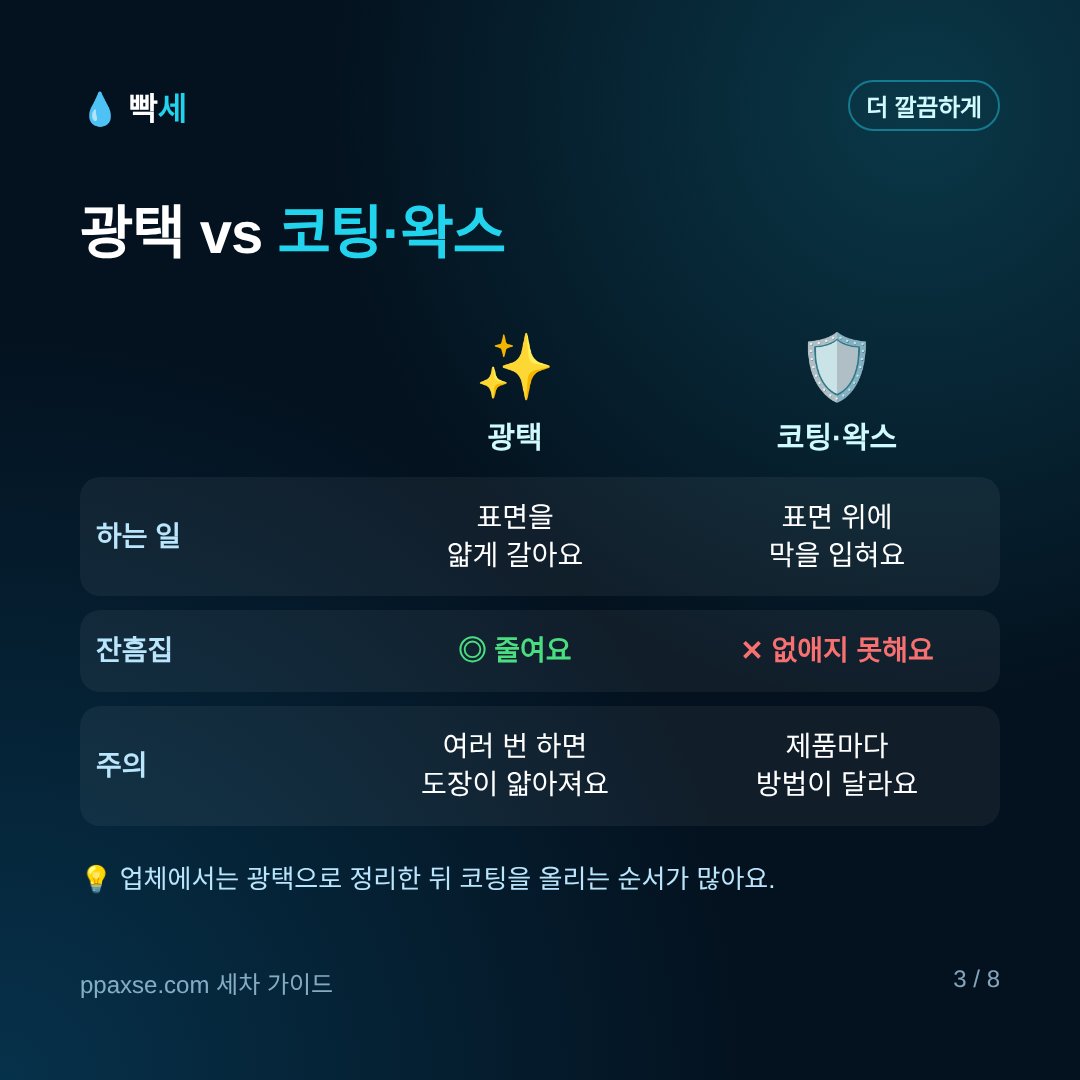 빡세
더 깔끔하게
광택 vs 코팅·왁스
광택
코팅·왁스
하는 일
표면을
얇게 갈아요
표면 위에
막을 입혀요
잔흠집
◎ 줄여요
✕ 없애지 못해요
주의
여러 번 하면
도장이 얇아져요
제품마다
방법이 달라요
업체에서는 광택으로 정리한 뒤 코팅을 올리는 순서가 많아요.
ppaxse.com 세차 가이드
3 / 8